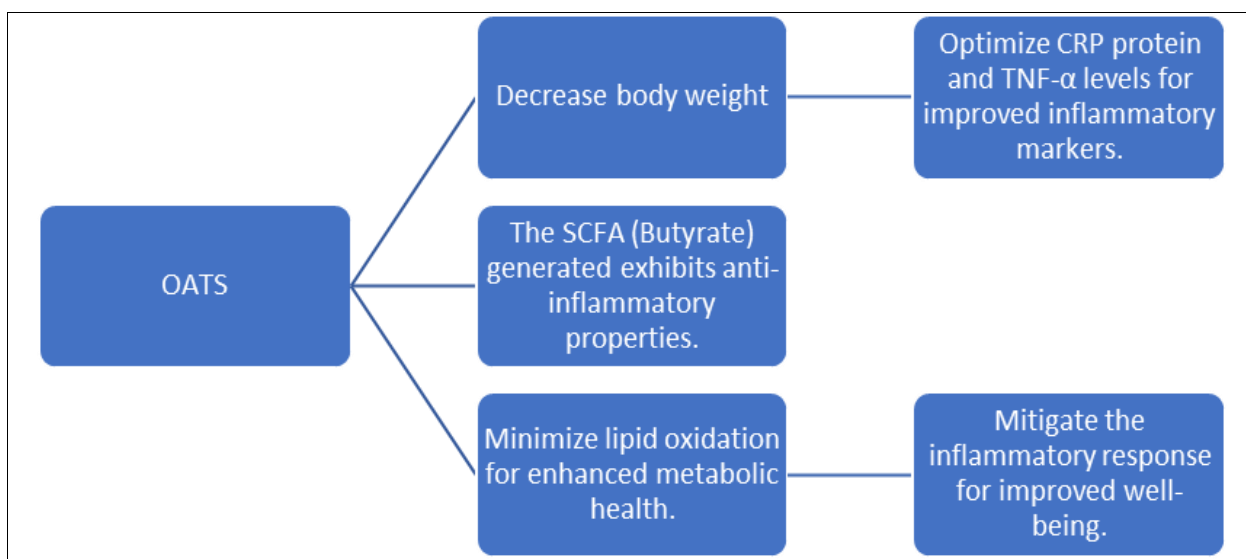 OATS
Decrease body weight
Optimize CRP protein
and TNF-α levels for
improved inflammatory
markers.
The SCFA (Butyrate)
generated exhibits anti-
inflammatory
properties.
Minimize lipid oxidation
for enhanced metabolic
health.
Mitigate the
inflammatory response
for improved well-
being.